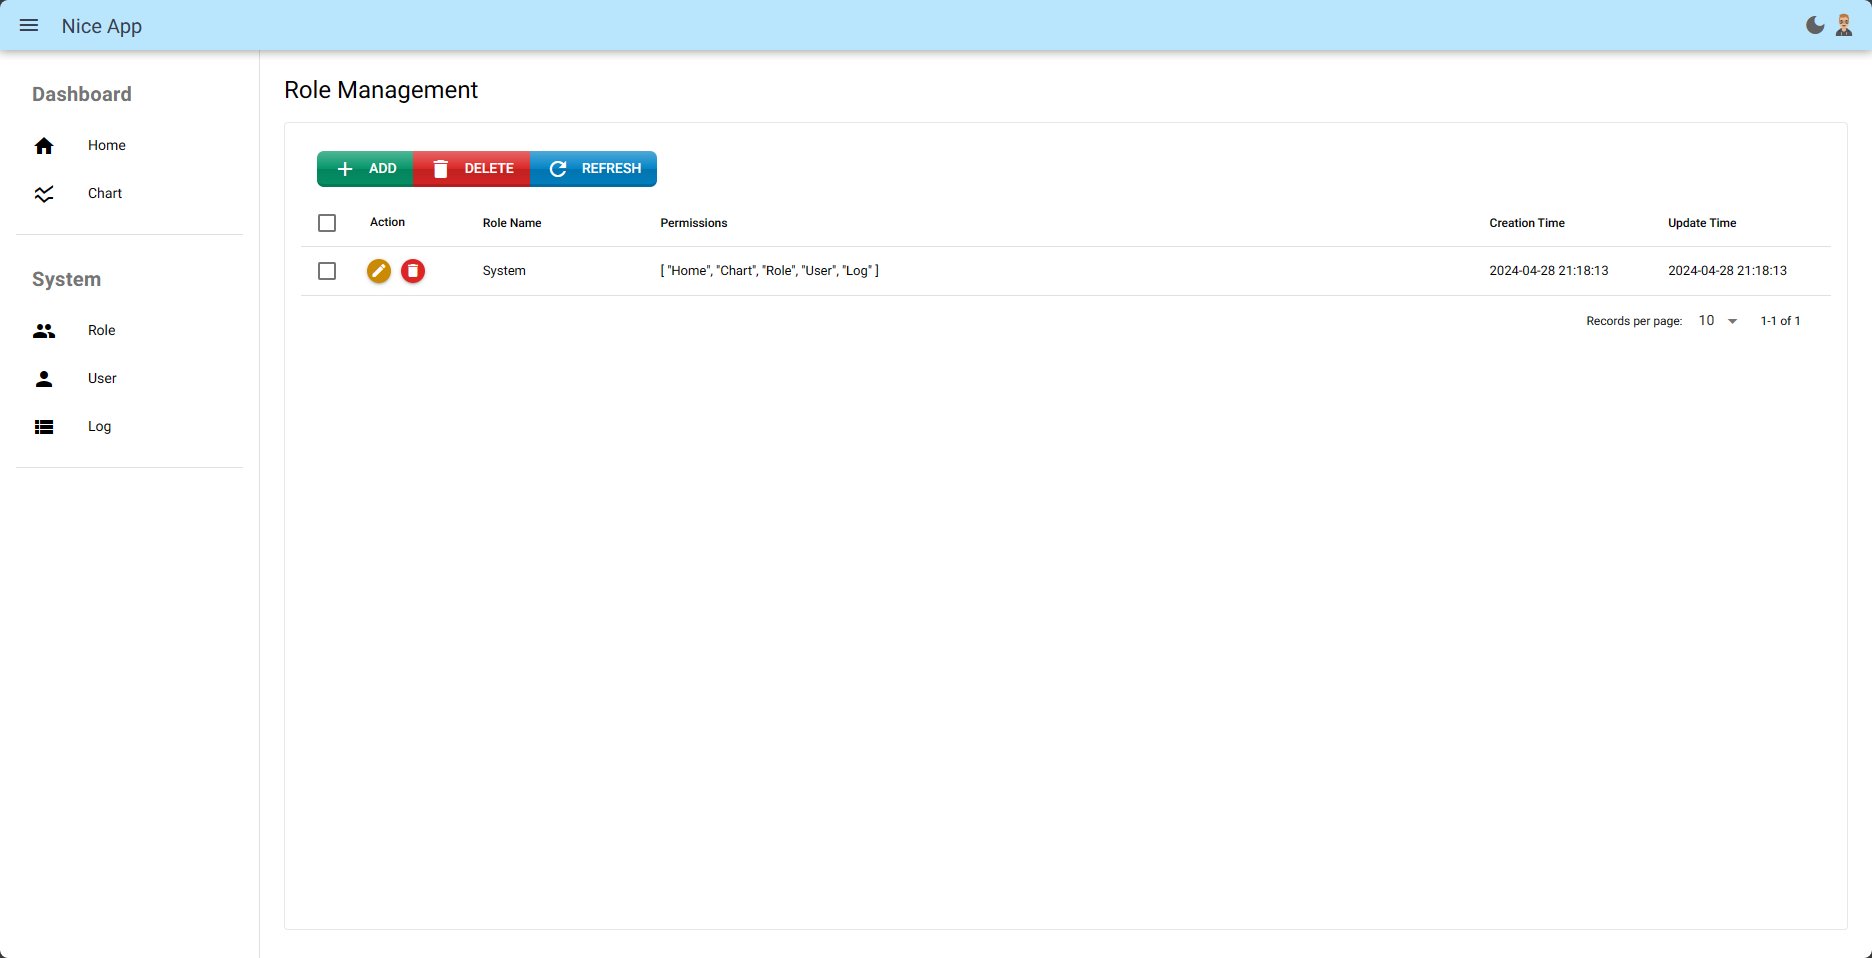 Nice App
Dashboard
Home
Chart
System
Role
User
Log
Role Management
ADD DELETE REFRESH
Action Role Name Permissions Creation Time Update Time
System [ "Home", "Chart", "Role", "User", "Log" ] 2024-04-28 21:18:13 2024-04-28 21:18:13
Records per page: 10 1-1 of 1